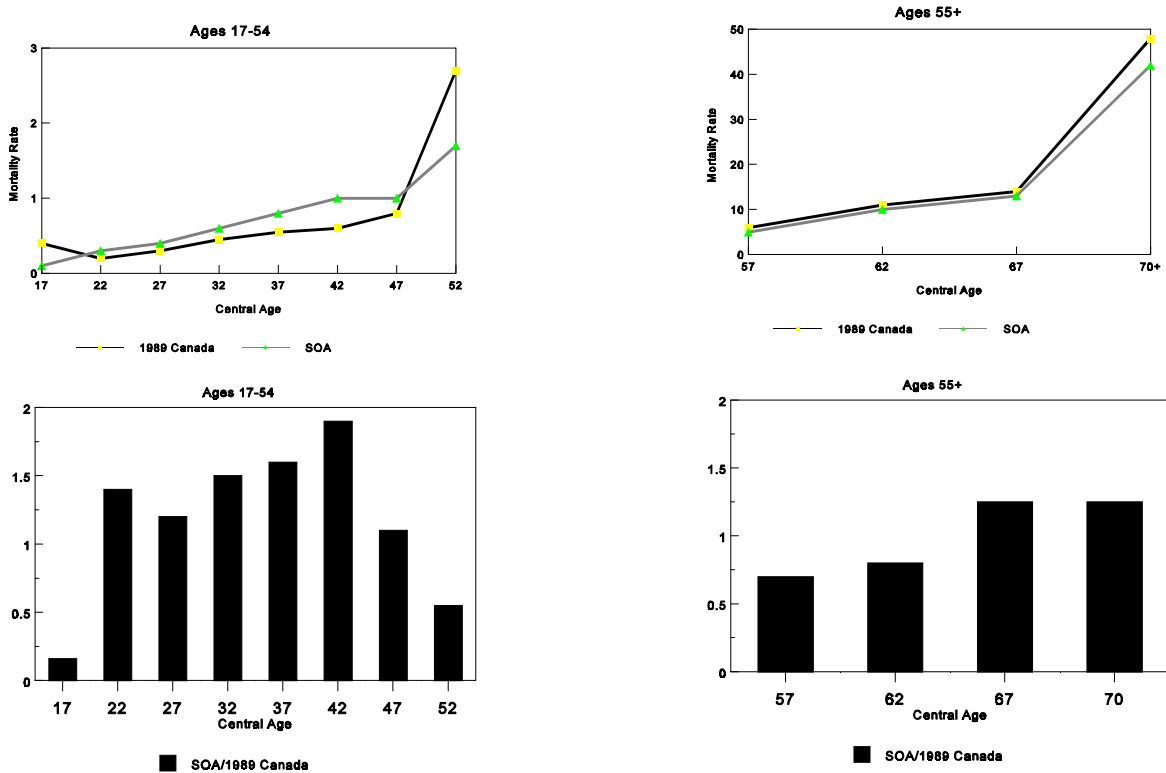 Ages 17-54
3
2
1
0
Mortality Rate
17 22 27 32 37 42 47 52
Central Age
1989 Canada SOA
Ages 55+
50
40
30
20
10
0
Mortality Rate
57 62 67 70+
Central Age
1989 Canada SOA
Ages 17-54
2
1.5
1
0.5
0
17 22 27 32 37 42 47 52
Central Age
SOA/1989 Canada
Ages 55+
2
1.5
1
0.5
0
57 62 67 70
Central Age
SOA/1989 Canada